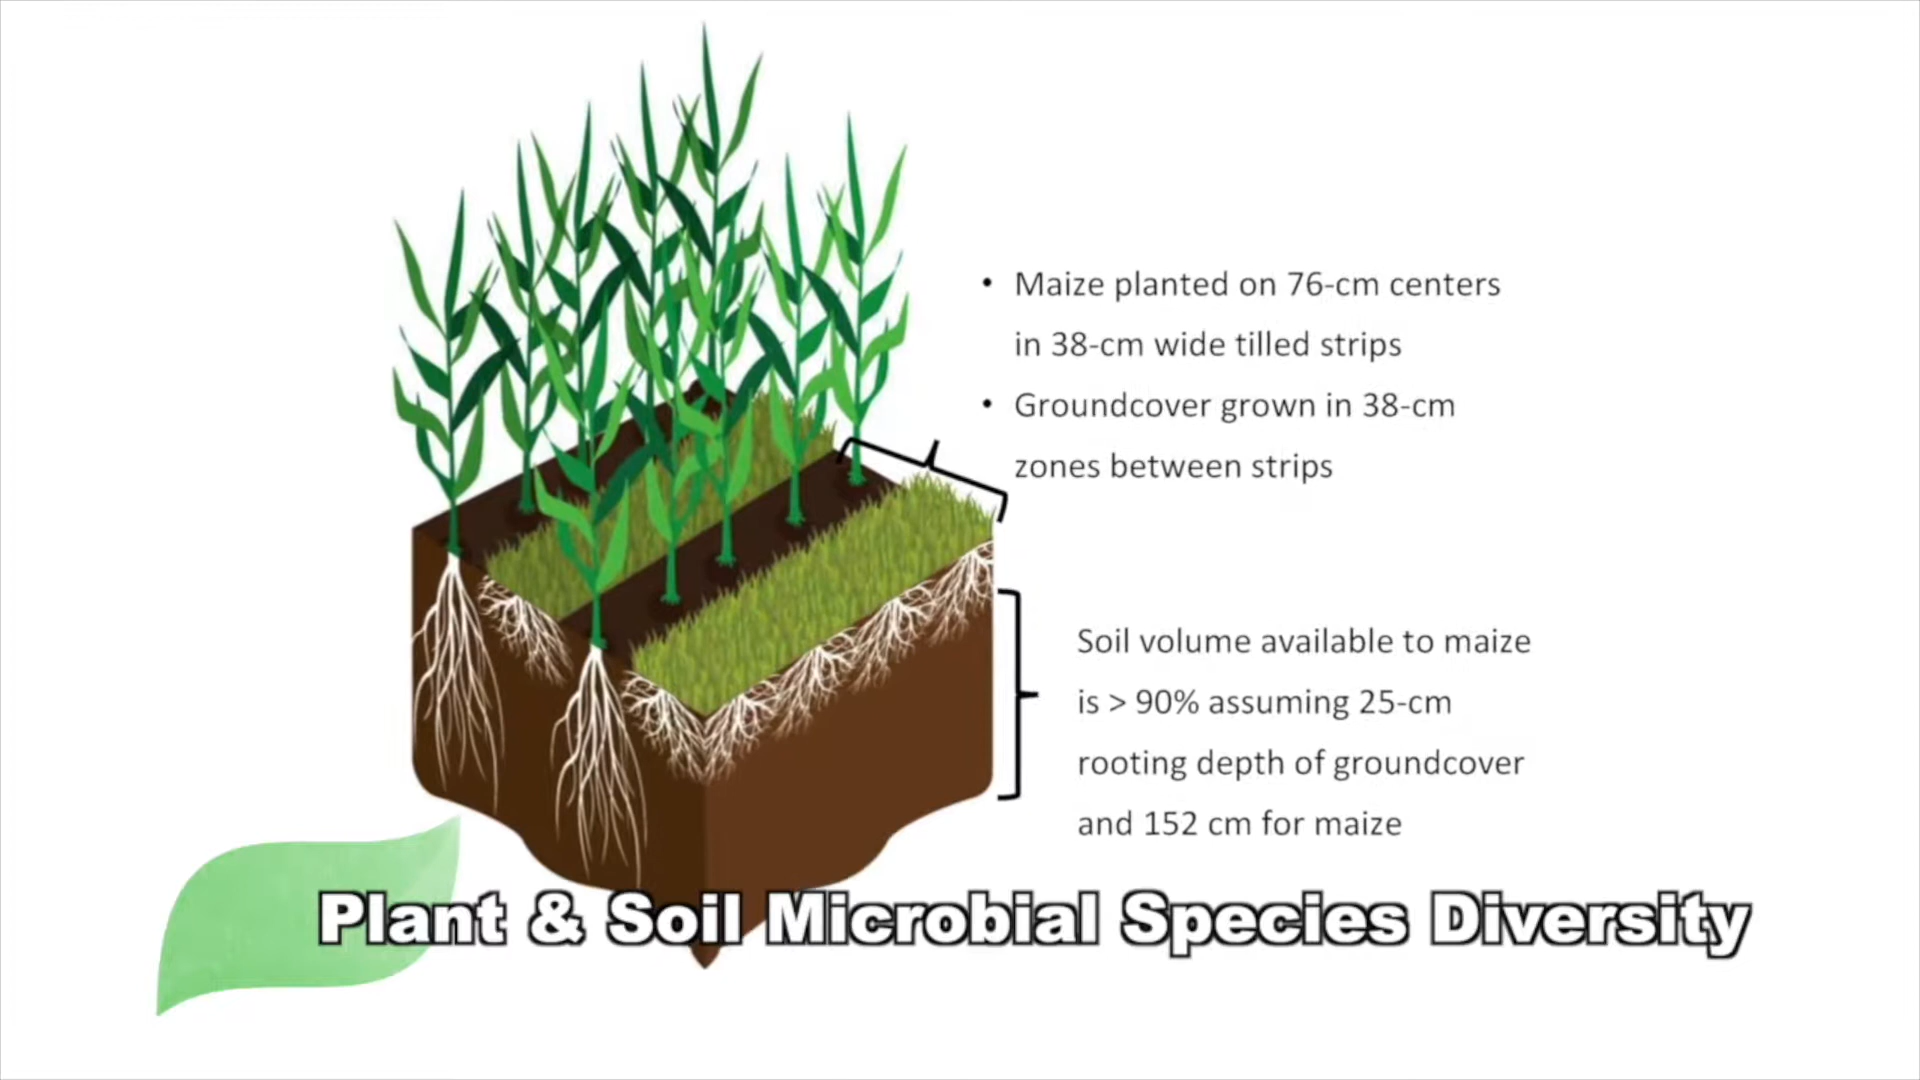 • Maize planted on 76-cm centers
in 38-cm wide tilled strips
• Groundcover grown in 38-cm
zones between strips
Soil volume available to maize
is > 90% assuming 25-cm
rooting depth of groundcover
and 152 cm for maize
Plant & Soil Microbial Species Diversity